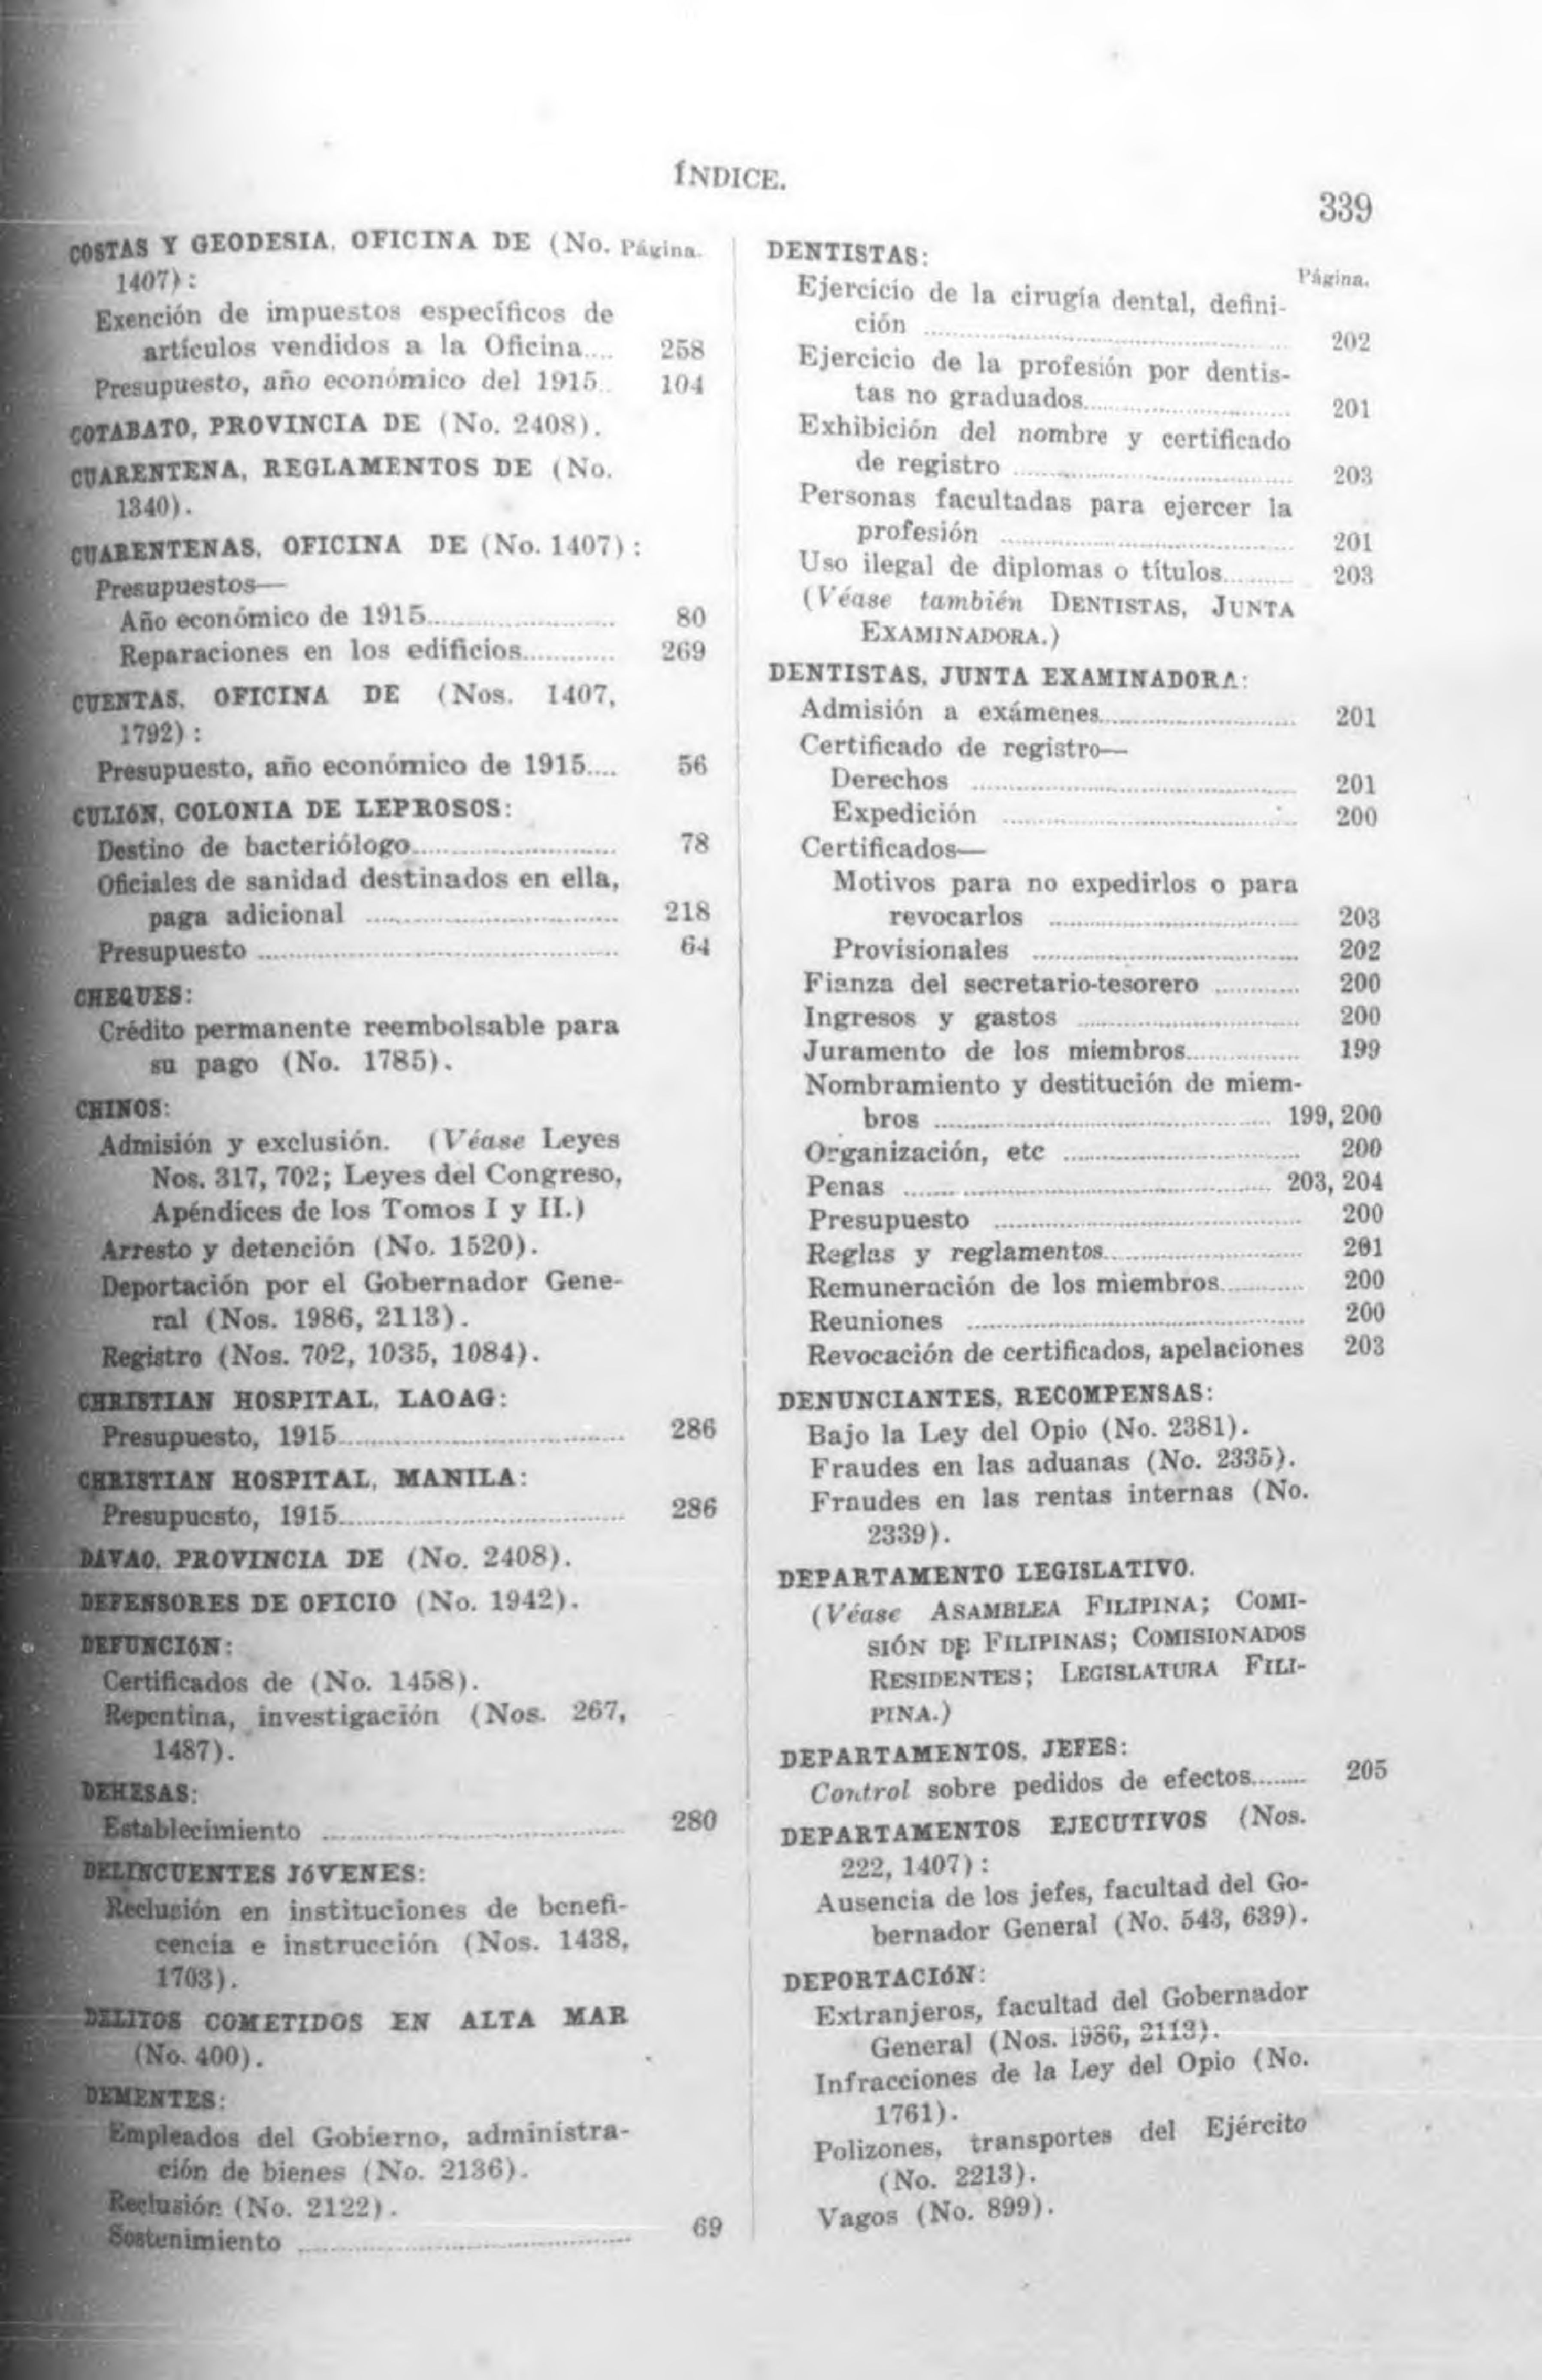 ÍNDICE.
339
COSTAS Y GEODESIA, OFICINA DE (No. Página.
1407):
Exención de impuestos específicos de
artículos vendidos a la Oficina.... 258
Presupuesto, año económico del 1915.. 104
COTABATO, PROVINCIA DE (No. 2408).
CUARENTENA, REGLAMENTOS DE (No.
1340).
CUARENTENAS, OFICINA DE (No. 1407):
Presupuestos—
Año económico de 1915........................ 80
Reparaciones en los edificios............ 269
CUENTAS, OFICINA DE (Nos. 1407,
1792):
Presupuesto, año económico de 1915.... 56
CULIÓN, COLONIA DE LEPROSOS:
Destino de bacteriólogo.......................... 78
Oficiales de sanidad destinados en ella,
paga adicional ................................ 218
Presupuesto ............................................. 64
CHEQUES:
Crédito permanente reembolsable para
su pago (No. 1785).
CHINOS:
Admisión y exclusión. (Véase Leyes
Nos. 317, 702; Leyes del Congreso,
Apéndices de los Tomos I y II.)
Arresto y detención (No. 1520).
Deportación por el Gobernador Gene-
ral (Nos. 1986, 2113).
Registro (Nos. 702, 1035, 1084).
CHRISTIAN HOSPITAL, LAOAG:
Presupuesto, 1915.................................... 286
CHRISTIAN HOSPITAL, MANILA:
Presupuesto, 1915.................................... 286
DAVAO, PROVINCIA DE (No. 2408).
DEFENSORES DE OFICIO (No. 1942).
DEFUNCIÓN:
Certificados de (No. 1458).
Repentina, investigación (Nos. 267,
1487).
DEHESAS:
Establecimiento ...................................... 280
DELINCUENTES JÓVENES:
Reclusión en instituciones de benefi-
cencia e instrucción (Nos. 1438,
1703).
DELITOS COMETIDOS EN ALTA MAR
(No. 400).
DEMENTES:
Empleados del Gobierno, administra-
ción de bienes (No. 2136).
Reclusión (No. 2122).
Sostenimiento .......................................... 69
DENTISTAS:
Página.
Ejercicio de la cirugía dental, defini-
ción ............................................. 202
Ejercicio de la profesión por dentis-
tas no graduados.......................... 201
Exhibición del nombre y certificado
de registro .................................. 203
Personas facultadas para ejercer la
profesión ..................................... 201
Uso ilegal de diplomas o títulos......... 203
(Véase también DENTISTAS, JUNTA
EXAMINADORA.)
DENTISTAS, JUNTA EXAMINADORA:
Admisión a exámenes......................... 201
Certificado de registro—
Derechos ........................................ 201
Expedición .................................... 200
Certificados—
Motivos para no expedirlos o para
revocarlos ............................... 203
Provisionales ................................. 202
Fianza del secretario-tesorero ............ 200
Ingresos y gastos ............................ 200
Juramento de los miembros............... 199
Nombramiento y destitución de miem-
bros .......................................... 199, 200
Organización, etc .............................. 200
Penas .............................................. 203, 204
Presupuesto ....................................... 200
Reglas y reglamentos......................... 201
Remuneración de los miembros........... 200
Reuniones .......................................... 200
Revocación de certificados, apelaciones 203
DENUNCIANTES, RECOMPENSAS:
Bajo la Ley del Opio (No. 2381).
Fraudes en las aduanas (No. 2335).
Fraudes en las rentas internas (No.
2339).
DEPARTAMENTO LEGISLATIVO.
(Véase ASAMBLEA FILIPINA; COMI-
SIÓN DE FILIPINAS; COMISIONADOS
RESIDENTES; LEGISLATURA FILI-
PINA.)
DEPARTAMENTOS, JEFES:
Control sobre pedidos de efectos........ 205
DEPARTAMENTOS EJECUTIVOS (Nos.
222, 1407):
Ausencia de los jefes, facultad del Go-
bernador General (No. 543, 639).
DEPORTACIÓN:
Extranjeros, facultad del Gobernador
General (Nos. 1986, 2113).
Infracciones de la Ley del Opio (No.
1761).
Polizones, transportes del Ejército
(No. 2213).
Vagos (No. 899).